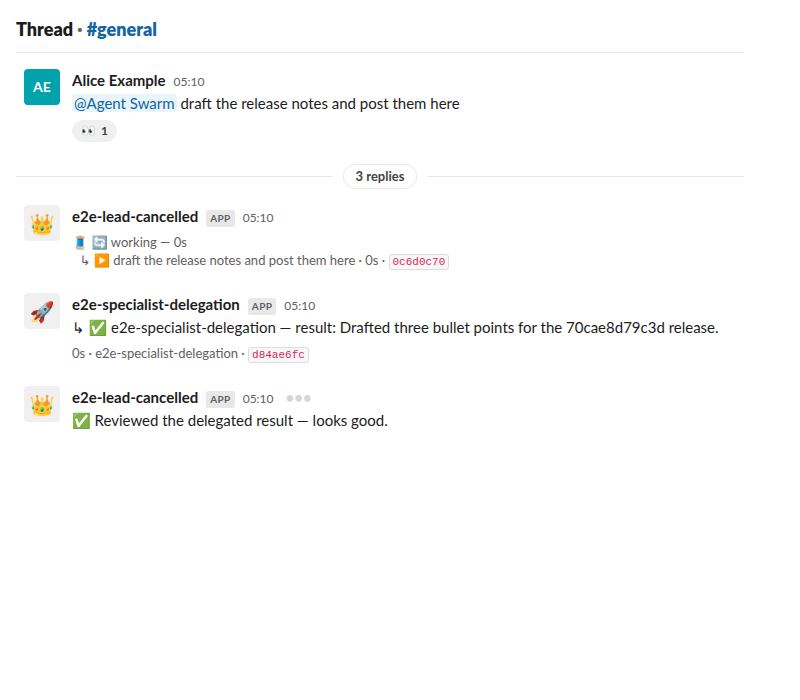 Thread • #general
AE
Alice Example 05:10
@Agent Swarm draft the release notes and post them here
👀 1
3 replies
e2e-lead-cancelled APP 05:10
🧵 🔄 working — 0s
↳ ▶️ draft the release notes and post them here · 0s · 0c6d0c70
e2e-specialist-delegation APP 05:10
↳ ✅ e2e-specialist-delegation — result: Drafted three bullet points for the 70cae8d79c3d release.
0s · e2e-specialist-delegation · d84ae6fc
e2e-lead-cancelled APP 05:10
✅ Reviewed the delegated result — looks good.